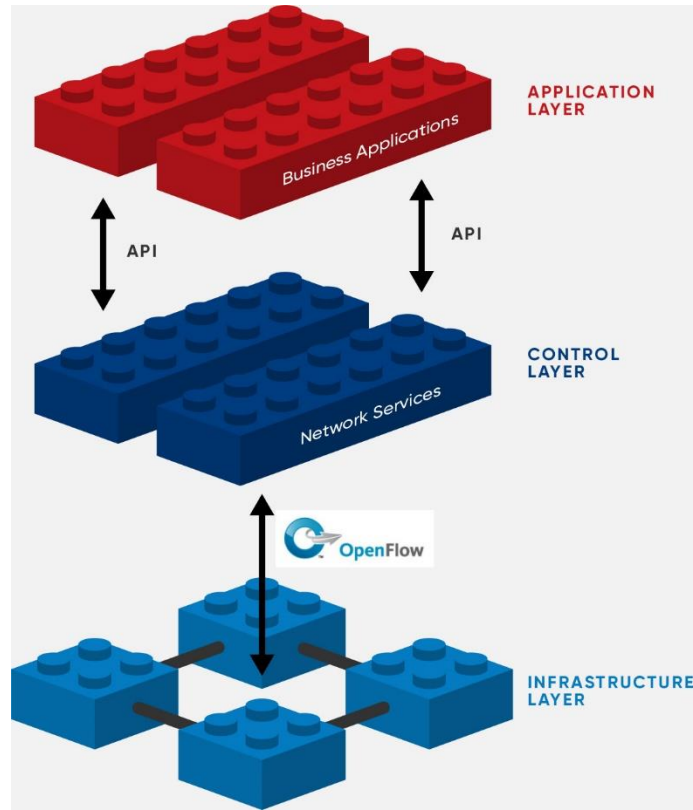 APPLICATION
LAYER
Business Applications
API
API
CONTROL
LAYER
Network Services
OpenFlow
INFRASTRUCTURE
LAYER